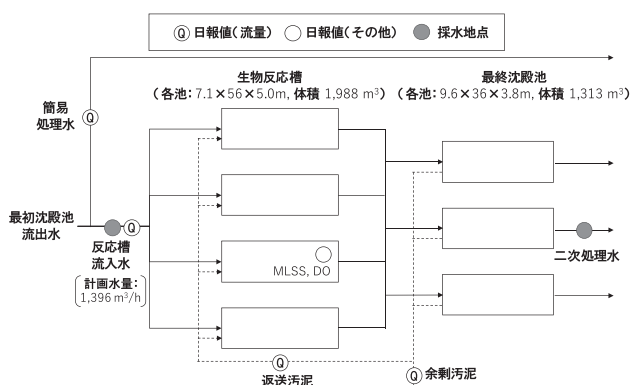 Q 日報値(流量) 日報値(その他) 採水地点
生物反応槽
(各池: 7.1×56×5.0m, 体積 1,988 m³)
最終沈殿池
(各池: 9.6×36×3.8m, 体積 1,313 m³)
簡易
処理水
Q
最初沈殿池
流出水
Q
反応槽
流入水
計画水量:
1,396 m³/h
MLSS, DO
二次処理水
Q
返送汚泥
Q 余剰汚泥